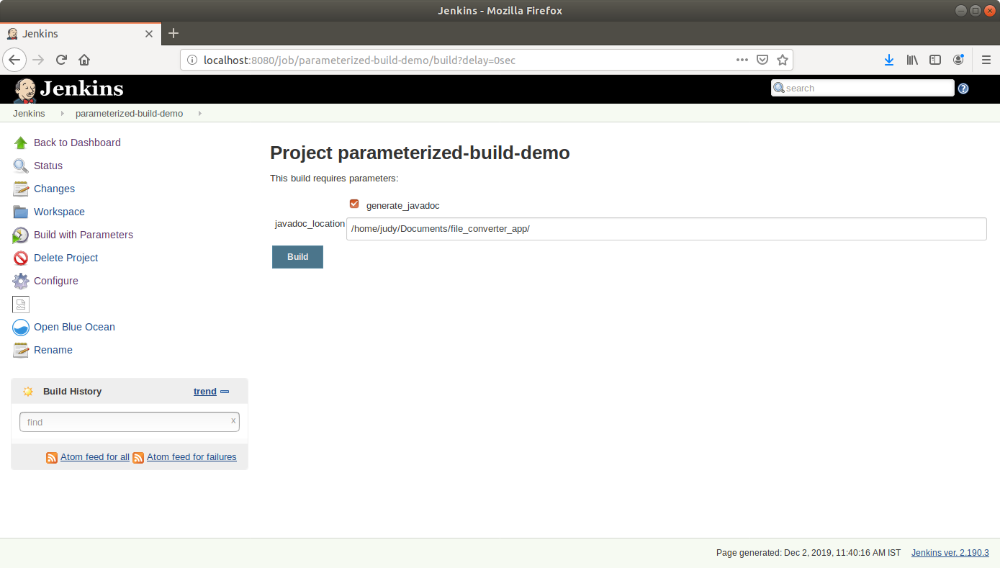 Jenkins - Mozilla Firefox
Jenkins
localhost:8080/job/parameterized-build-demo/build?delay=0sec
Jenkins
search
Jenkins parameterized-build-demo
Back to Dashboard
Status
Changes
Workspace
Build with Parameters
Delete Project
Configure
Open Blue Ocean
Rename
Build History trend
find x
Atom feed for all Atom feed for failures
Project parameterized-build-demo
This build requires parameters:
generate_javadoc
javadoc_location /home/judy/Documents/file_converter_app/
Build
Page generated: Dec 2, 2019, 11:40:16 AM IST Jenkins ver. 2.190.3